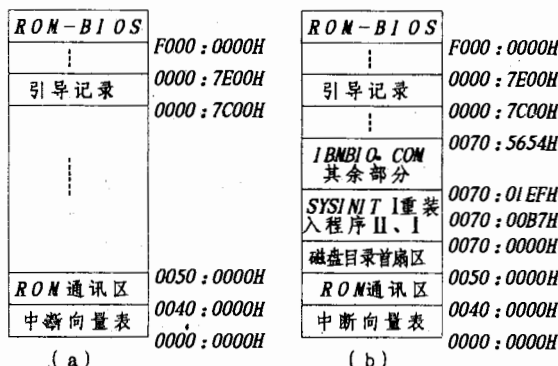 ROM-BIOS
F000:0000H
0000:7E00H
引导记录
0000:7C00H
0050:0000H
ROM通讯区
0040:0000H
中断向量表
0000:0000H
(a)
ROM-BIOS
F000:0000H
0000:7E00H
引导记录
0000:7C00H
0070:5654H
IBMBIO.COM
其余部分
0070:01EFH
SYSINIT I重装
入程序II、I
0070:00B7H
0070:0000H
磁盘目录首扇区
0050:0000H
ROM通讯区
0040:0000H
中断向量表
0000:0000H
(b)